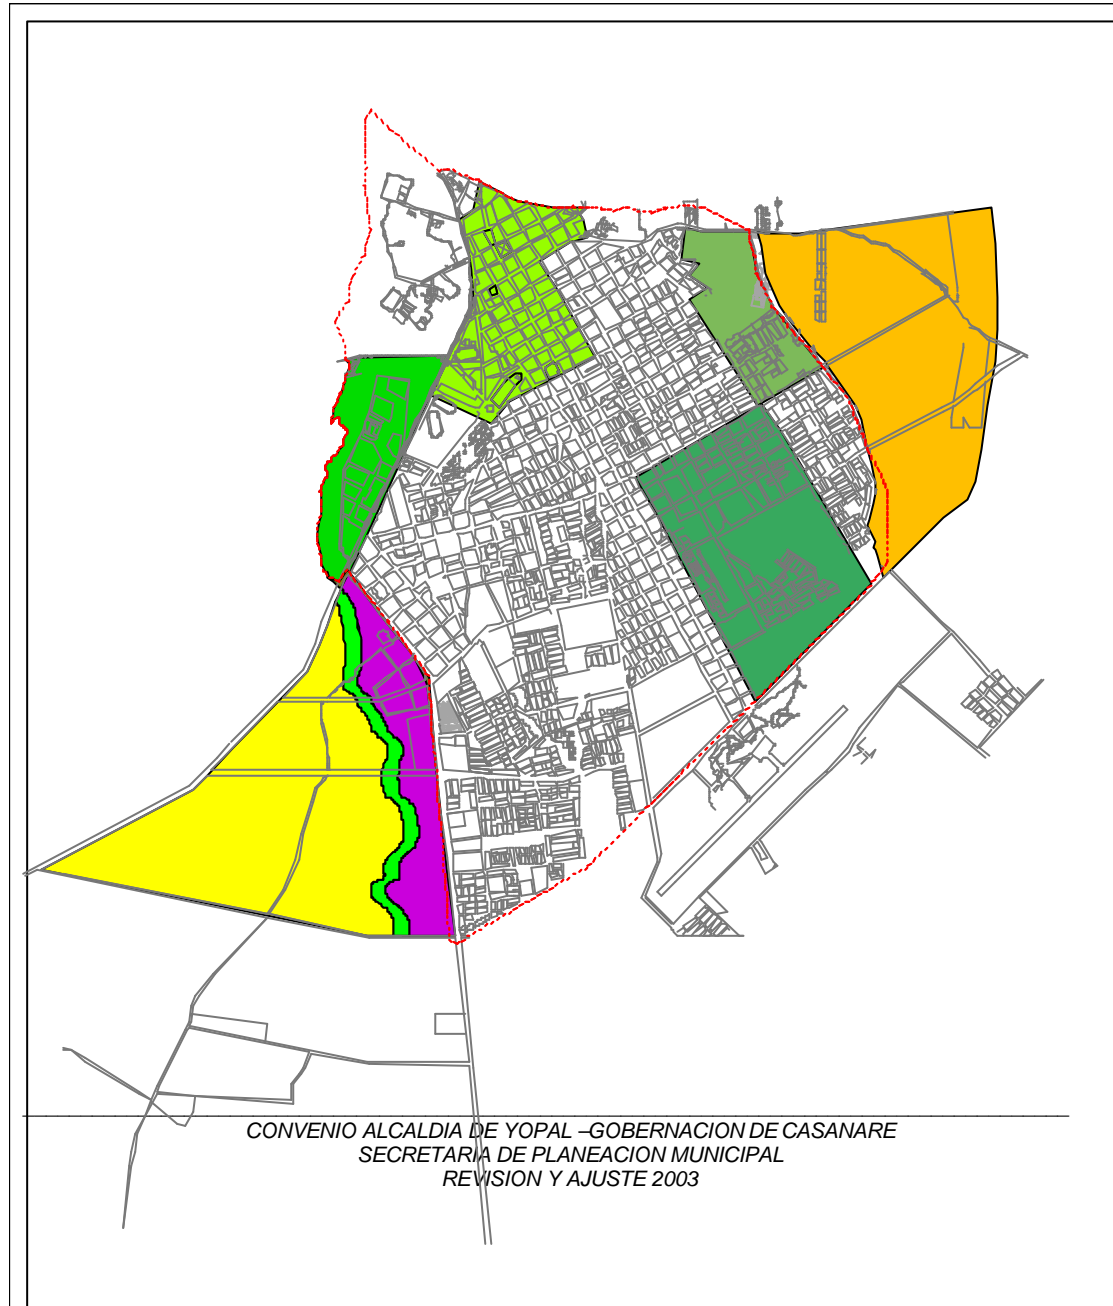 CONVENIO ALCALDIA DE YOPAL –GOBERNACION DE CASANARE
SECRETARIA DE PLANEACION MUNICIPAL
REVISION Y AJUSTE 2003